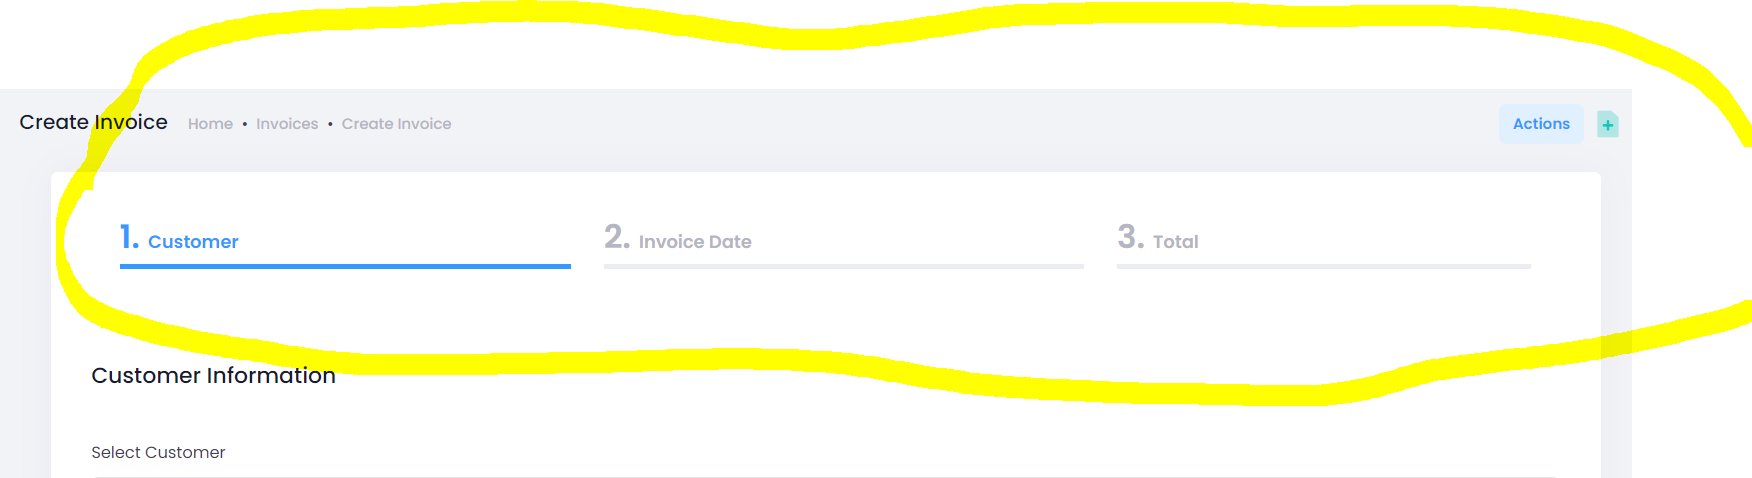 Create Invoice Home • Invoices • Create Invoice Actions
1. Customer 2. Invoice Date 3. Total
Customer Information
Select Customer